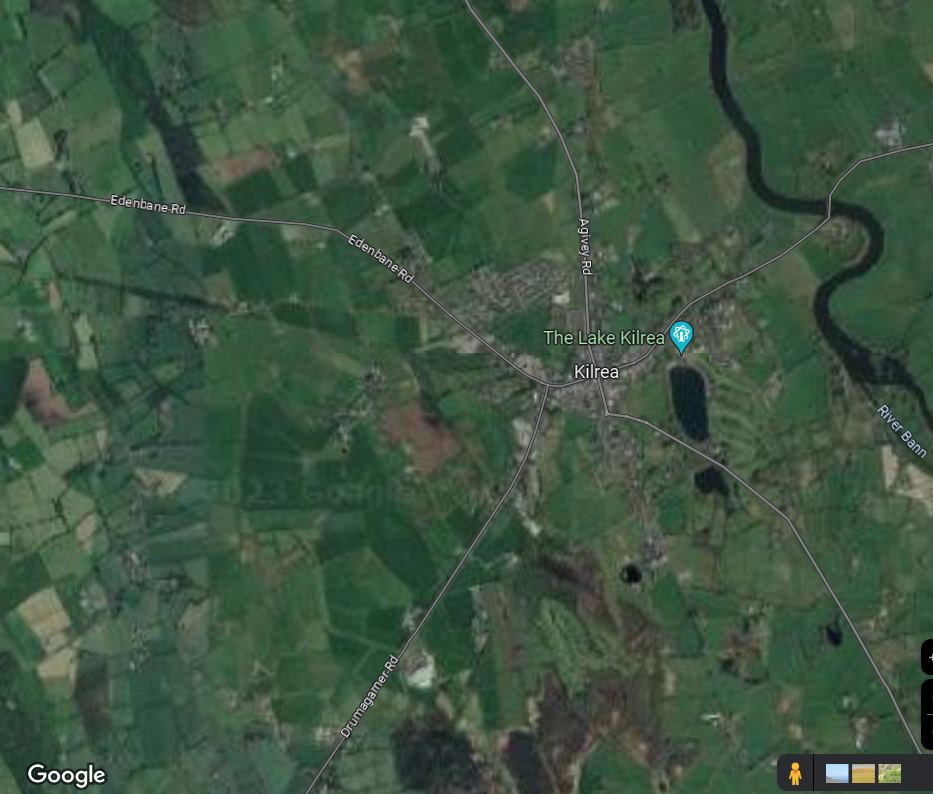 Edenbane Rd
Edenbane Rd
Agivey Rd
The Lake Kilrea
Kilrea
River Bann
Drumagarner Rd
Google